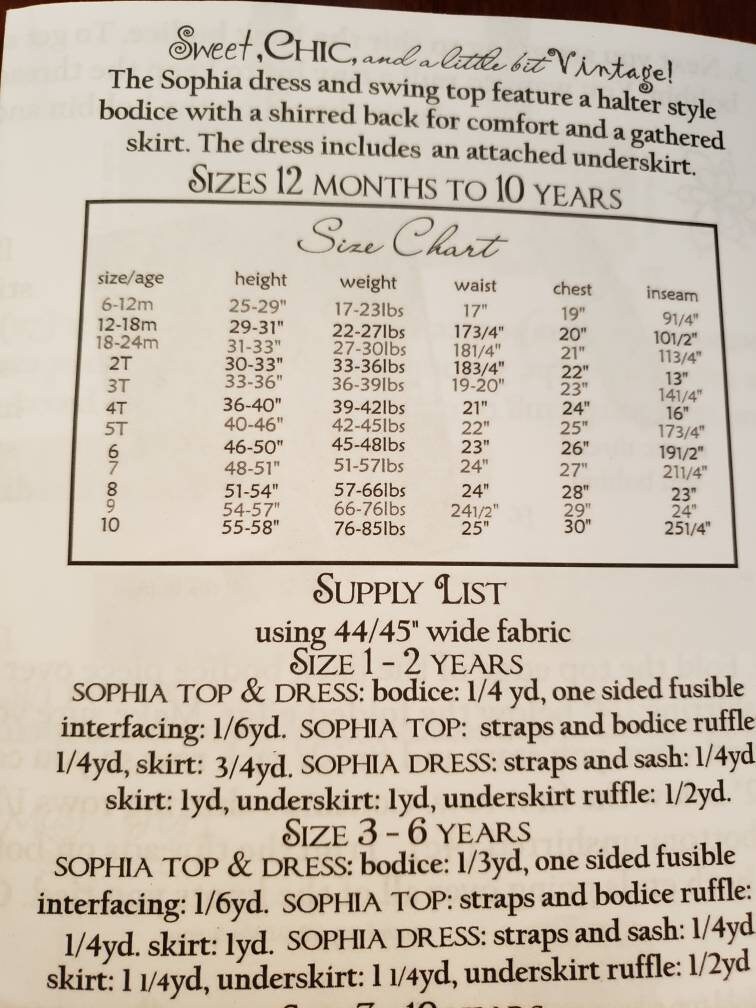 Sweet, CHIC, and a little bit Vintage!
The Sophia dress and swing top feature a halter style
bodice with a shirred back for comfort and a gathered
skirt. The dress includes an attached underskirt.
SIZES 12 MONTHS TO 10 YEARS
Size Chart
size/age height weight waist chest inseam
6-12m 25-29" 17-23lbs 17" 19" 91/4"
12-18m 29-31" 22-27lbs 173/4" 20" 101/2"
18-24m 31-33" 27-30lbs 181/4" 21" 113/4"
2T 30-33" 33-36lbs 183/4" 22" 13"
3T 33-36" 36-39lbs 19-20" 23" 141/4"
4T 36-40" 39-42lbs 21" 24" 16"
5T 40-46" 42-45lbs 22" 25" 173/4"
6 46-50" 45-48lbs 23" 26" 191/2"
7 48-51" 51-57lbs 24" 27" 211/4"
8 51-54" 57-66lbs 24" 28" 23"
9 54-57" 66-76lbs 241/2" 29" 24"
10 55-58" 76-85lbs 25" 30" 251/4"
SUPPLY LIST
using 44/45" wide fabric
SIZE 1 - 2 YEARS
SOPHIA TOP & DRESS: bodice: 1/4 yd, one sided fusible
interfacing: 1/6yd. SOPHIA TOP: straps and bodice ruffle
1/4yd, skirt: 3/4yd. SOPHIA DRESS: straps and sash: 1/4yd
skirt: 1yd, underskirt: 1yd, underskirt ruffle: 1/2yd.
SIZE 3 - 6 YEARS
SOPHIA TOP & DRESS: bodice: 1/3yd, one sided fusible
interfacing: 1/6yd. SOPHIA TOP: straps and bodice ruffle:
1/4yd. skirt: 1yd. SOPHIA DRESS: straps and sash: 1/4yd
skirt: 1 1/4yd, underskirt: 1 1/4yd, underskirt ruffle: 1/2yd